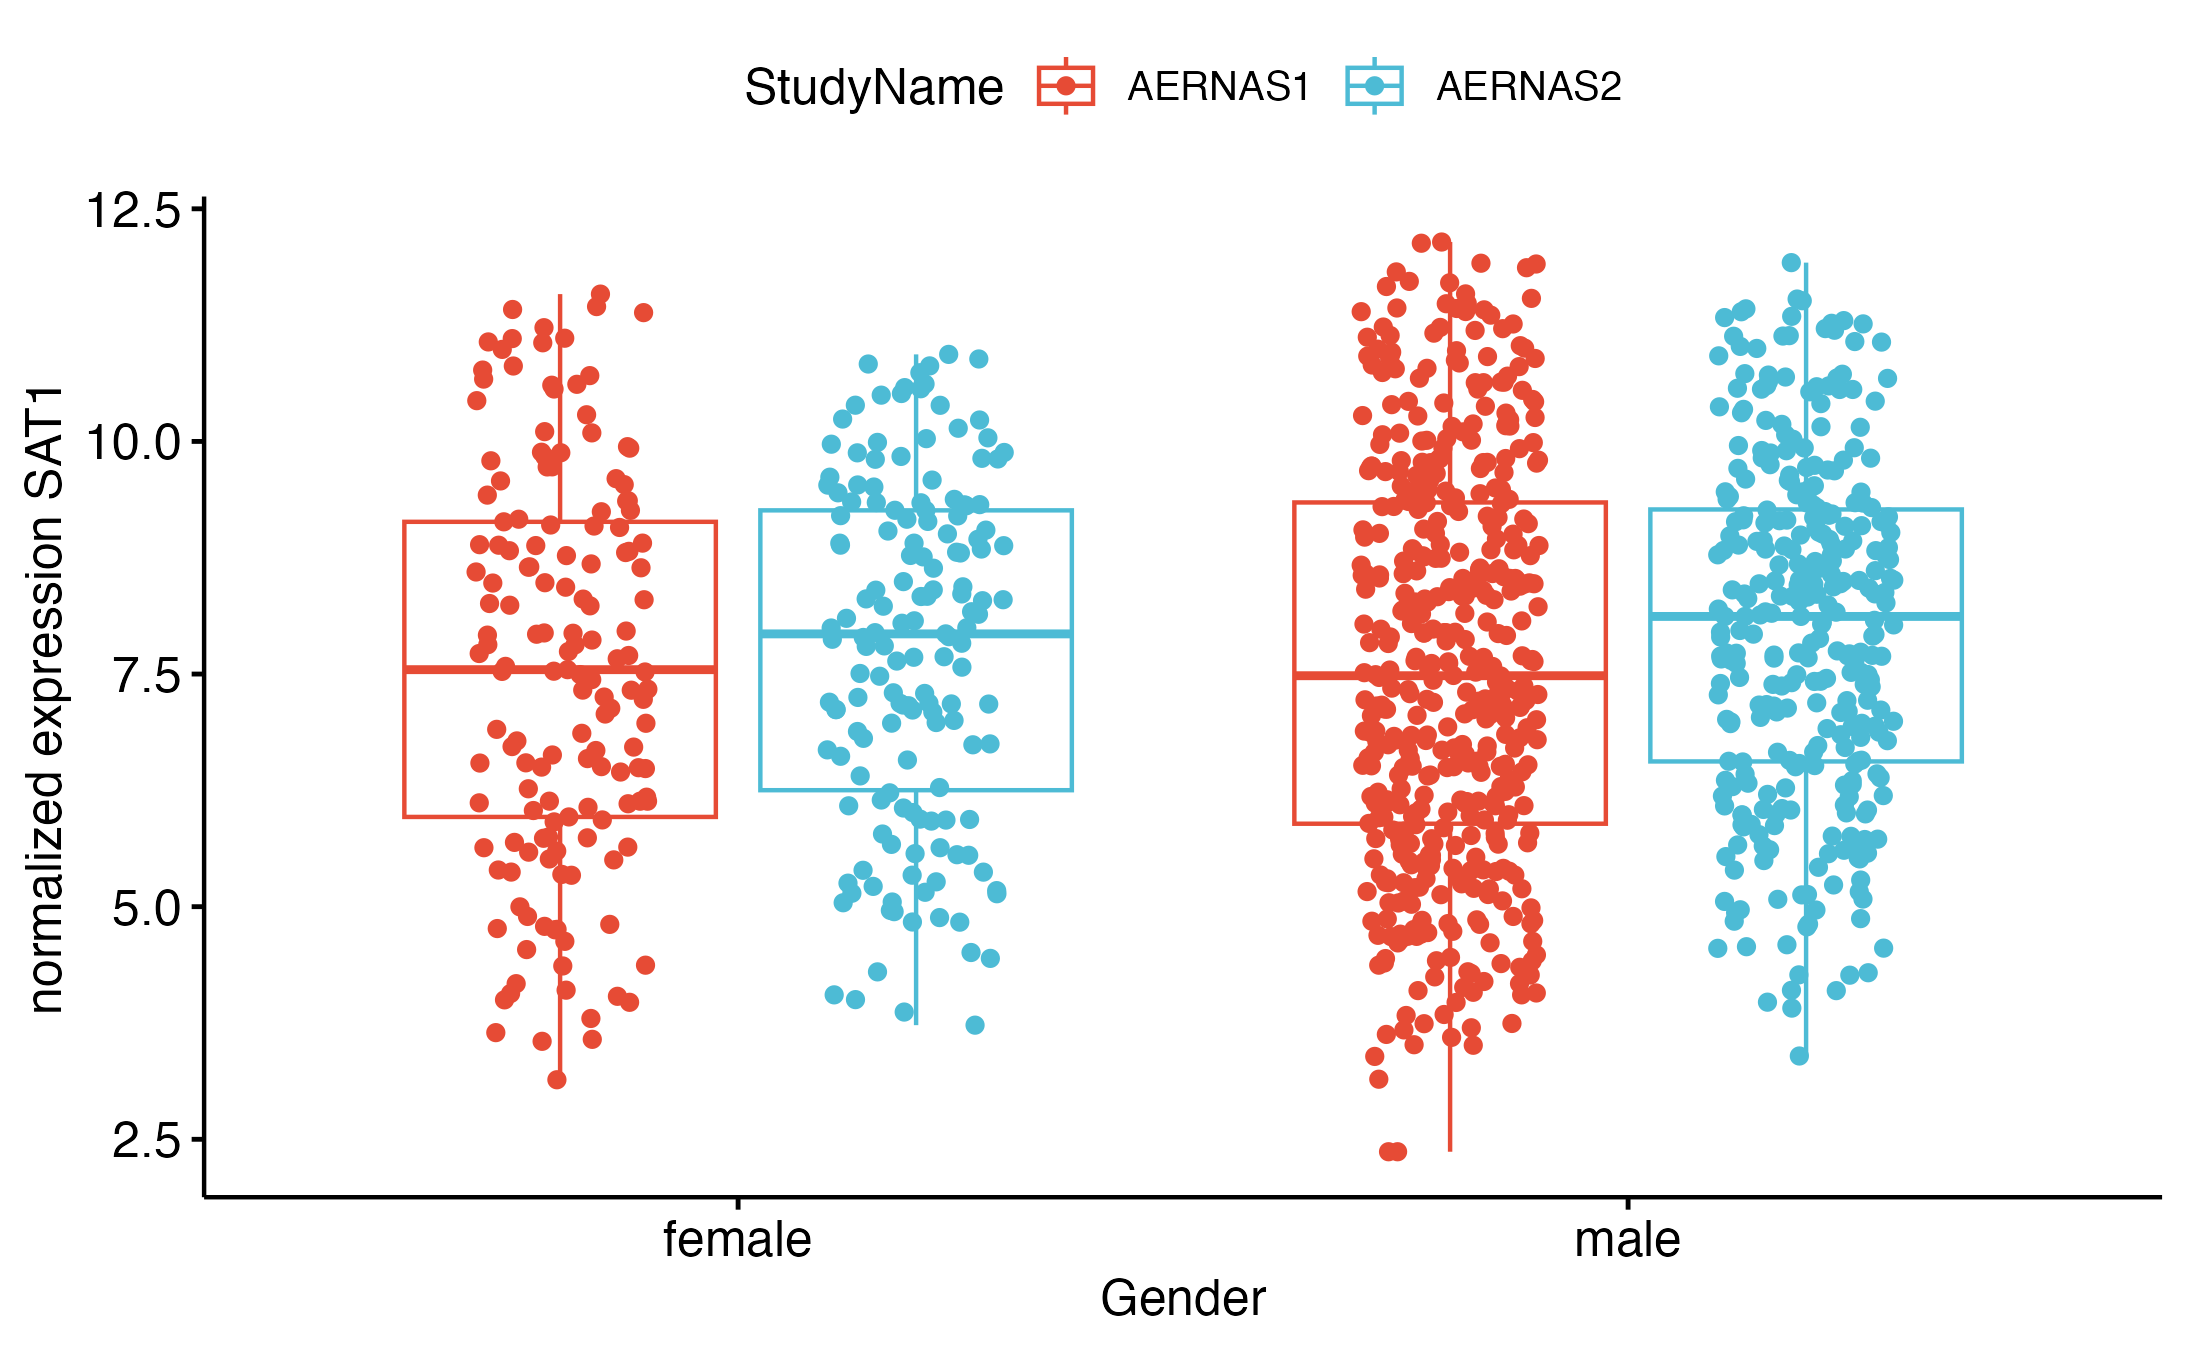 StudyName AERNAS1 AERNAS2
12.5
10.0
7.5
5.0
2.5
normalized expression SAT1
female male
Gender